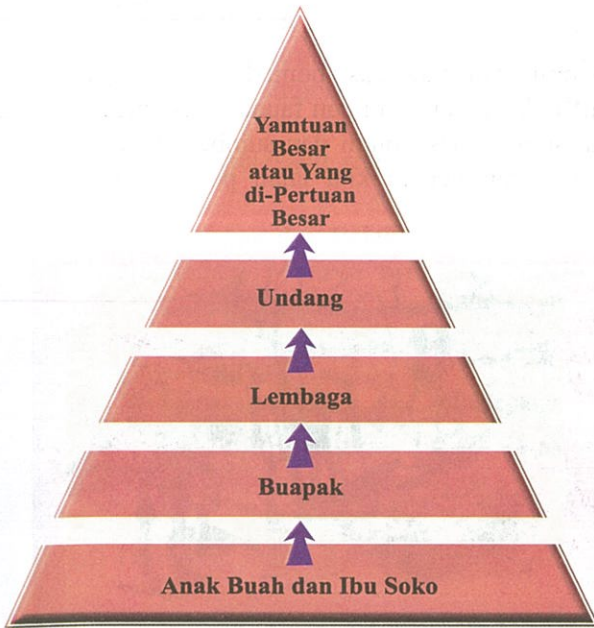 Yamtuan
Besar
atau Yang
di-Pertuan
Besar
Undang
Lembaga
Buapak
Anak Buah dan Ibu Soko